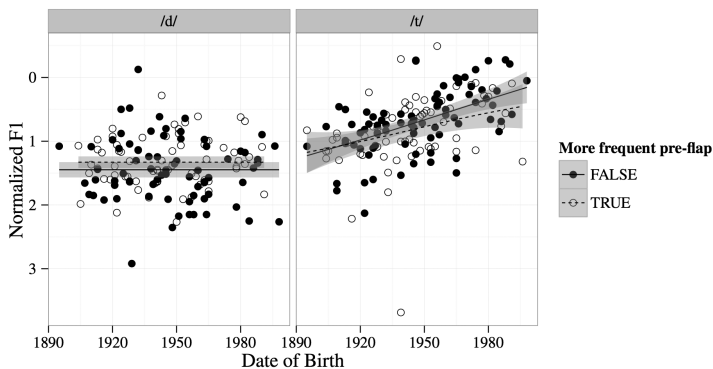 /d/ /t/
0
1
2
3
Normalized F1
1890 1920 1950 1980 1890 1920 1950 1980
Date of Birth
More frequent pre-flap
FALSE
TRUE